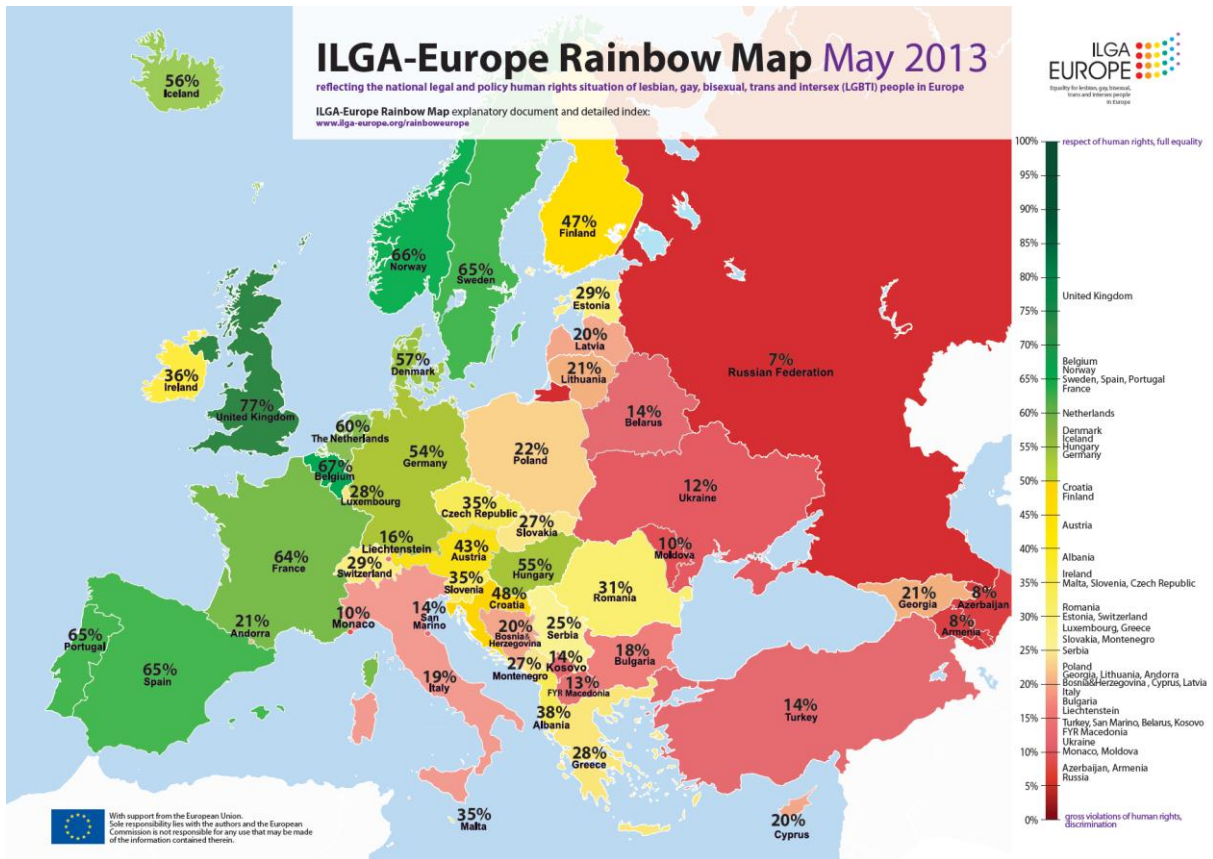 ILGA-Europe Rainbow Map May 2013
reflecting the national legal and policy human rights situation of lesbian, gay, bisexual, trans and intersex (LGBTI) people in Europe
ILGA-Europe Rainbow Map explanatory document and detailed index:
www.ilga-europe.org/rainboweurope
ILGA
EUROPE
Equality for lesbian, gay, bisexual,
trans and intersex people
in Europe
56%
Iceland
47%
Finland
66%
Norway
65%
Sweden
29%
Estonia
20%
Latvia
21%
Lithuania
7%
Russian Federation
57%
Denmark
36%
Ireland
77%
United Kingdom
60%
The Netherlands
14%
Belarus
54%
Germany
22%
Poland
67%
Belgium
28%
Luxembourg
12%
Ukraine
35%
Czech Republic
27%
Slovakia
16%
Liechtenstein
43%
Austria
10%
Moldova
64%
France
29%
Switzerland
55%
Hungary
35%
Slovenia
31%
Romania
48%
Croatia
21%
Andorra
10%
Monaco
14%
San
Marino
20%
Bosnia&
Herzegovina
25%
Serbia
21%
Georgia
8%
Azerbaijan
8%
Armenia
65%
Portugal
65%
Spain
27%
Montenegro
14%
Kosovo
18%
Bulgaria
19%
Italy
13%
FYR Macedonia
38%
Albania
14%
Turkey
28%
Greece
35%
Malta
20%
Cyprus
100%
respect of human rights, full equality
95%
90%
85%
80%
United Kingdom
75%
70%
Belgium
Norway
65%
Sweden, Spain, Portugal
France
60%
Netherlands
Denmark
Iceland
55%
Hungary
Germany
50%
Croatia
Finland
45%
Austria
40%
Albania
35%
Ireland
Malta, Slovenia, Czech Republic
Romania
30%
Estonia, Switzerland
Luxembourg, Greece
Slovakia, Montenegro
25%
Serbia
Poland
Georgia, Lithuania, Andorra
20%
Bosnia&Herzegovina , Cyprus, Latvia
Italy
Bulgaria
Liechtenstein
15%
Turkey, San Marino, Belarus, Kosovo
FYR Macedonia
Ukraine
10%
Monaco, Moldova
Azerbaijan, Armenia
Russia
5%
0%
gross violations of human rights,
discrimination
With support from the European Union.
Sole responsibility lies with the authors and the European
Commission is not responsible for any use that may be made
of the information contained therein.